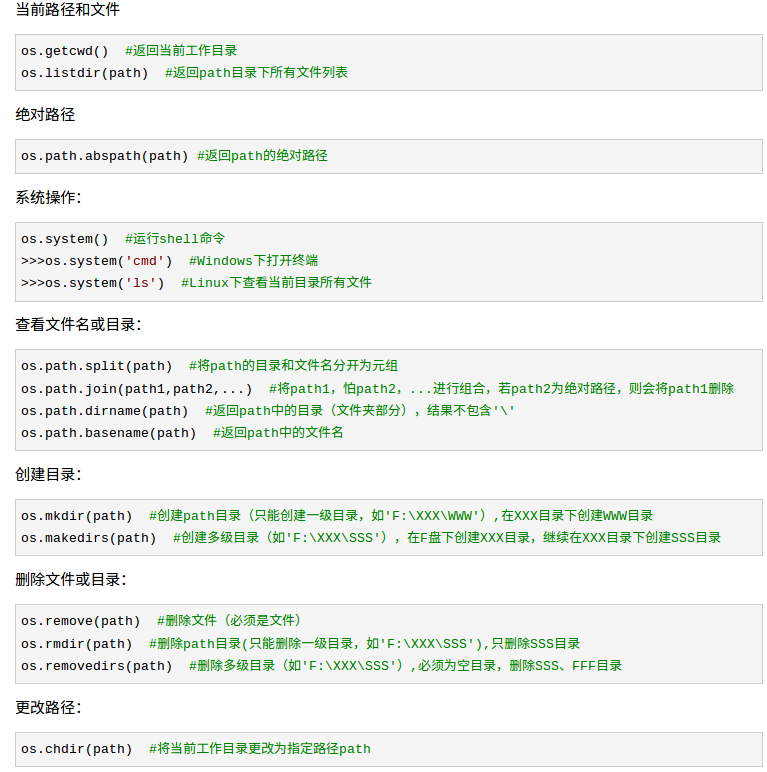 当前路径和文件
os.getcwd()  #返回当前工作目录
os.listdir(path)  #返回path目录下所有文件列表
绝对路径
os.path.abspath(path) #返回path的绝对路径
系统操作：
os.system()  #运行shell命令
>>>os.system('cmd')  #Windows下打开终端
>>>os.system('ls')  #Linux下查看当前目录所有文件
查看文件名或目录：
os.path.split(path)  #将path的目录和文件名分开为元组
os.path.join(path1,path2,...)  #将path1，怕path2，...进行组合，若path2为绝对路径，则会将path1删除
os.path.dirname(path)  #返回path中的目录（文件夹部分），结果不包含'\'
os.path.basename(path)  #返回path中的文件名
创建目录：
os.mkdir(path)  #创建path目录（只能创建一级目录，如'F:\XXX\WWW'）,在XXX目录下创建WWW目录
os.makedirs(path)  #创建多级目录（如'F:\XXX\SSS'），在F盘下创建XXX目录，继续在XXX目录下创建SSS目录
删除文件或目录：
os.remove(path)  #删除文件（必须是文件）
os.rmdir(path)  #删除path目录(只能删除一级目录，如'F:\XXX\SSS'),只删除SSS目录
os.removedirs(path)  #删除多级目录（如'F:\XXX\SSS'）,必须为空目录，删除SSS、FFF目录
更改路径：
os.chdir(path)  #将当前工作目录更改为指定路径path